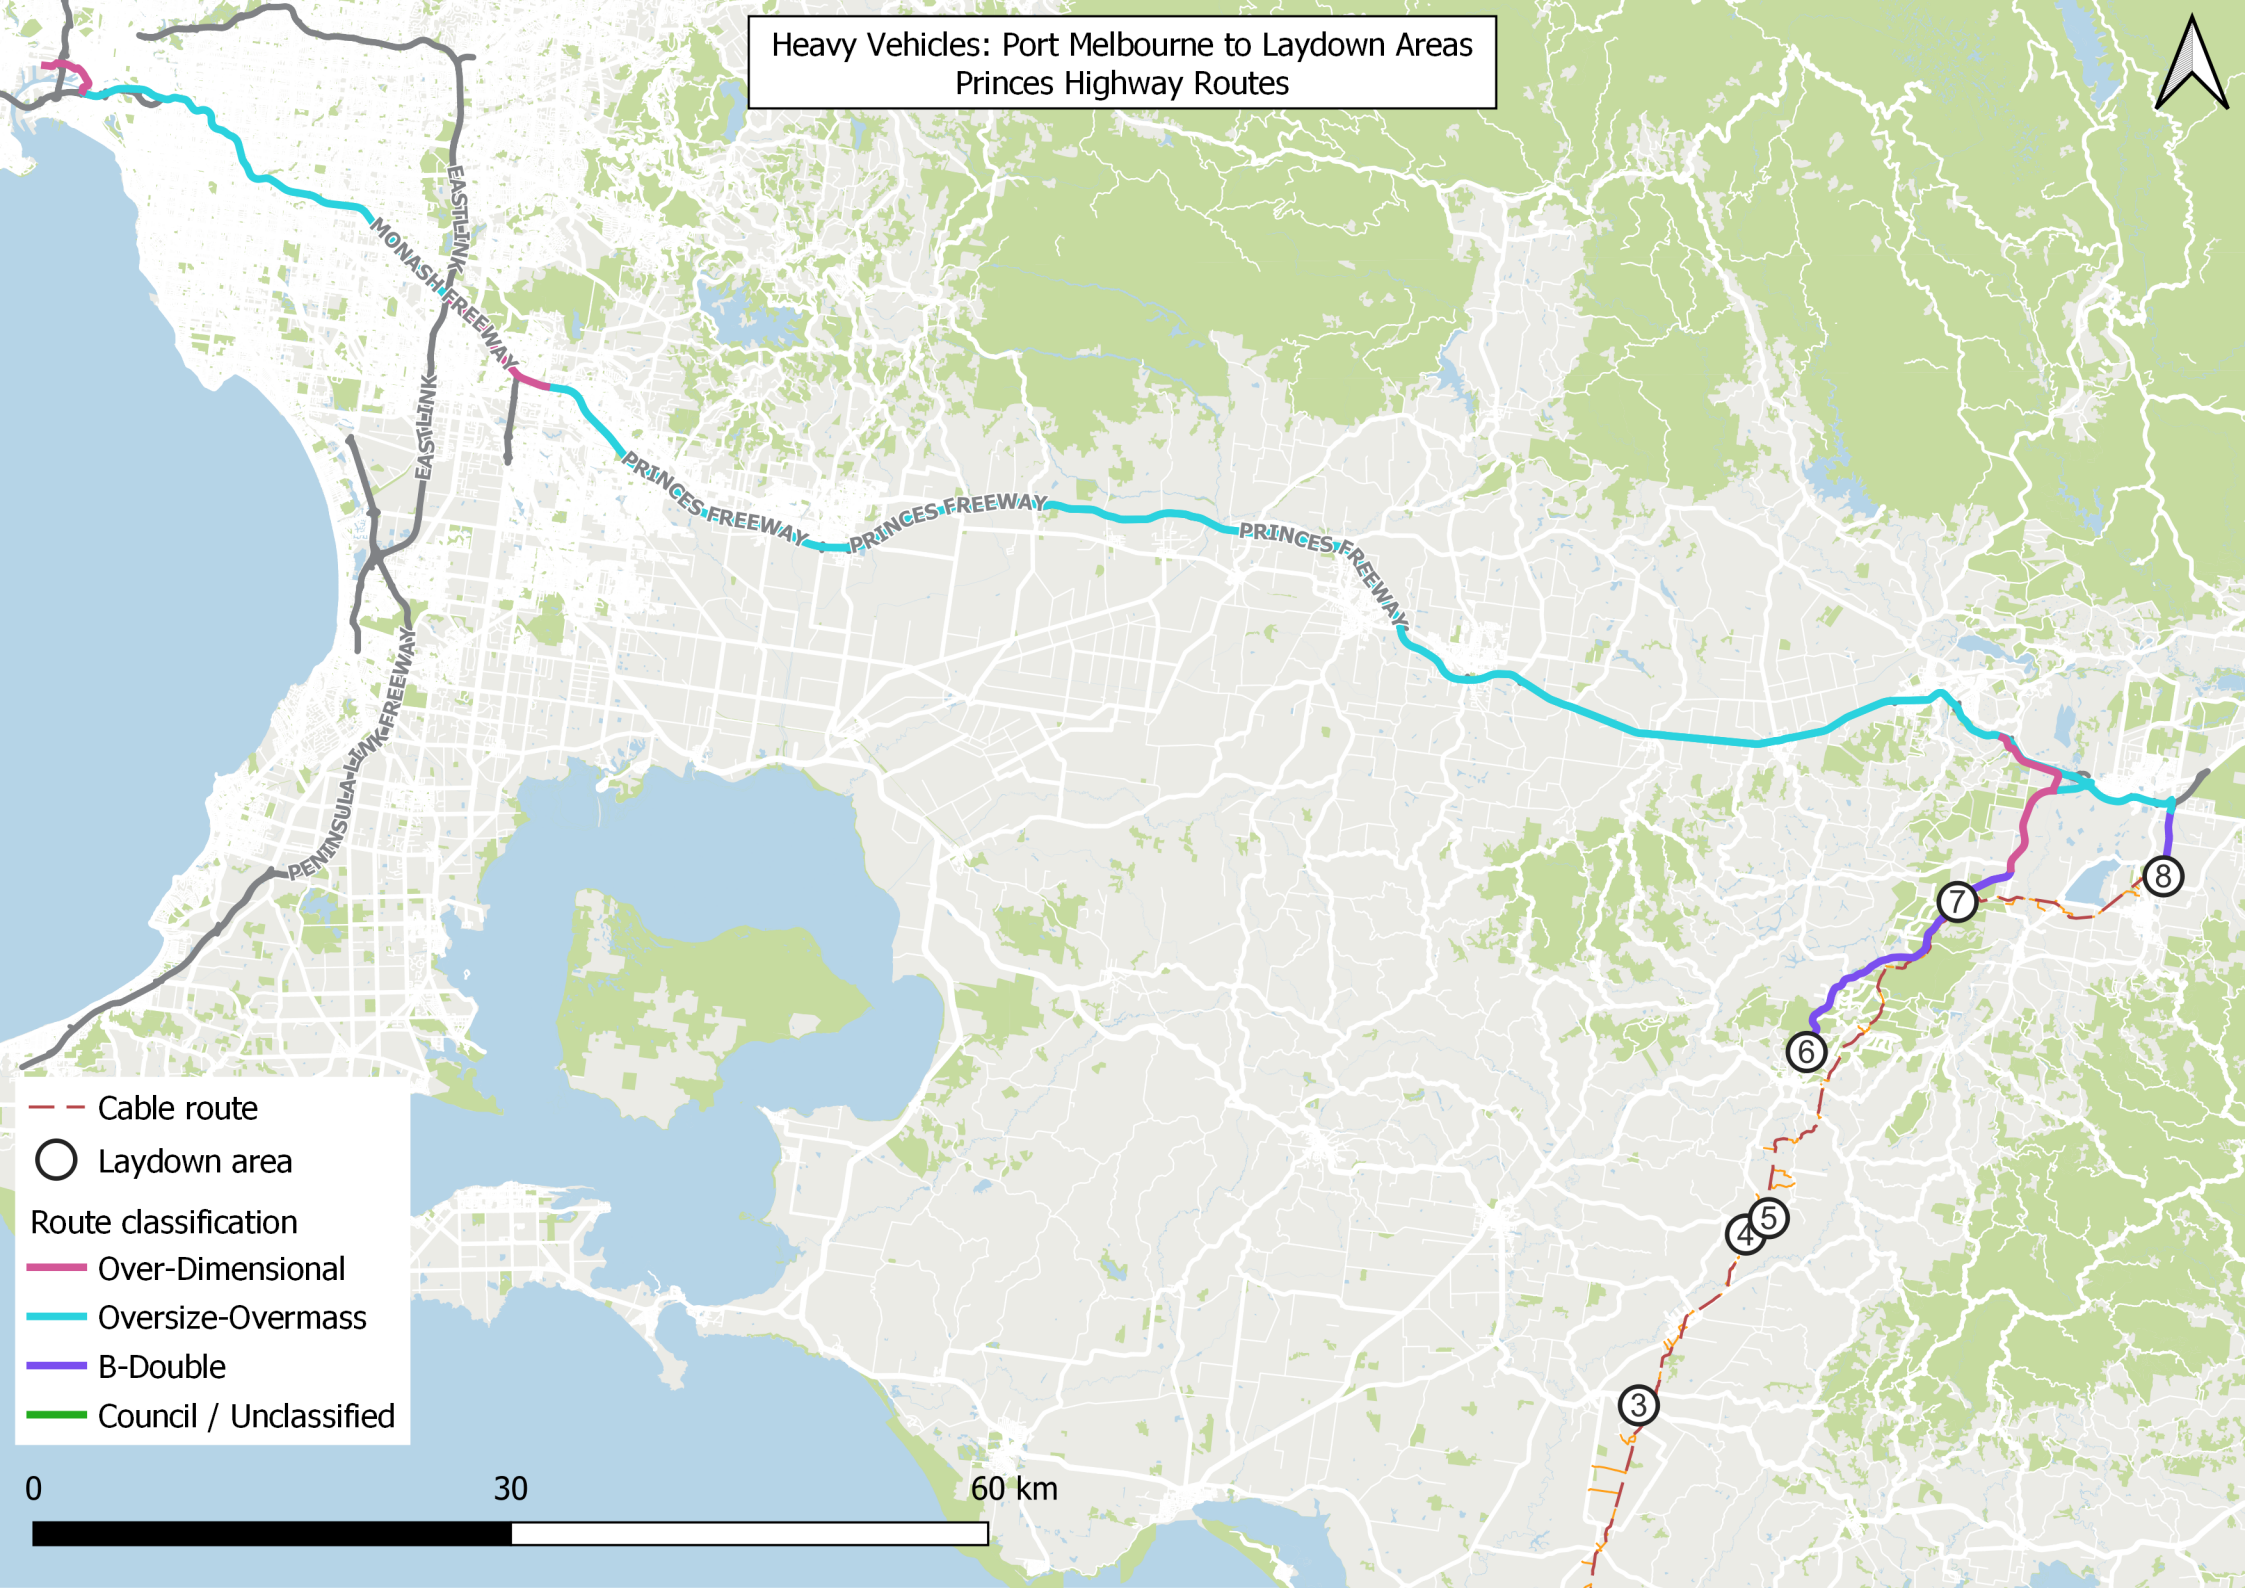 Heavy Vehicles: Port Melbourne to Laydown Areas
Princes Highway Routes
EASTLINK
MONASH FREEWAY
EASTLINK
PRINCES FREEWAY
PRINCES FREEWAY
PRINCES FREEWAY
PENINSULA LINK FREEWAY
8
7
6
5
4
3
Cable route
Laydown area
Route classification
Over-Dimensional
Oversize-Overmass
B-Double
Council / Unclassified
0 30 60 km